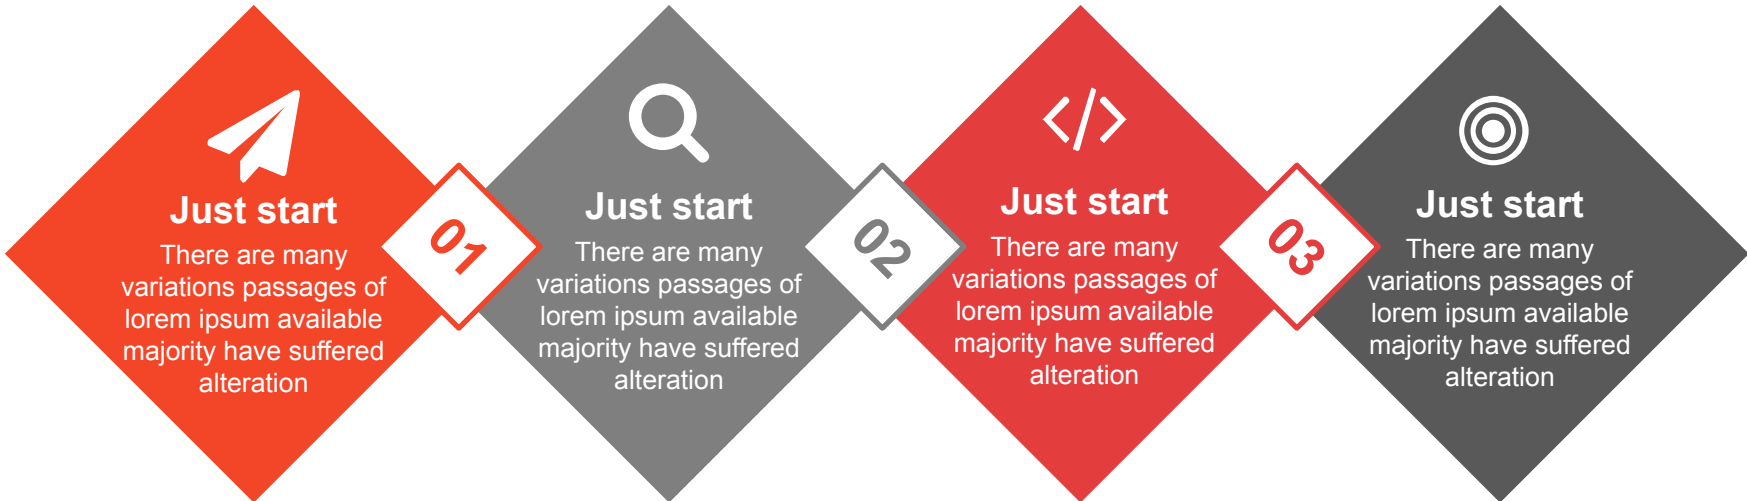 Just start
There are many
variations passages of
lorem ipsum available
majority have suffered
alteration
01
Just start
There are many
variations passages of
lorem ipsum available
majority have suffered
alteration
02
Just start
There are many
variations passages of
lorem ipsum available
majority have suffered
alteration
03
Just start
There are many
variations passages of
lorem ipsum available
majority have suffered
alteration